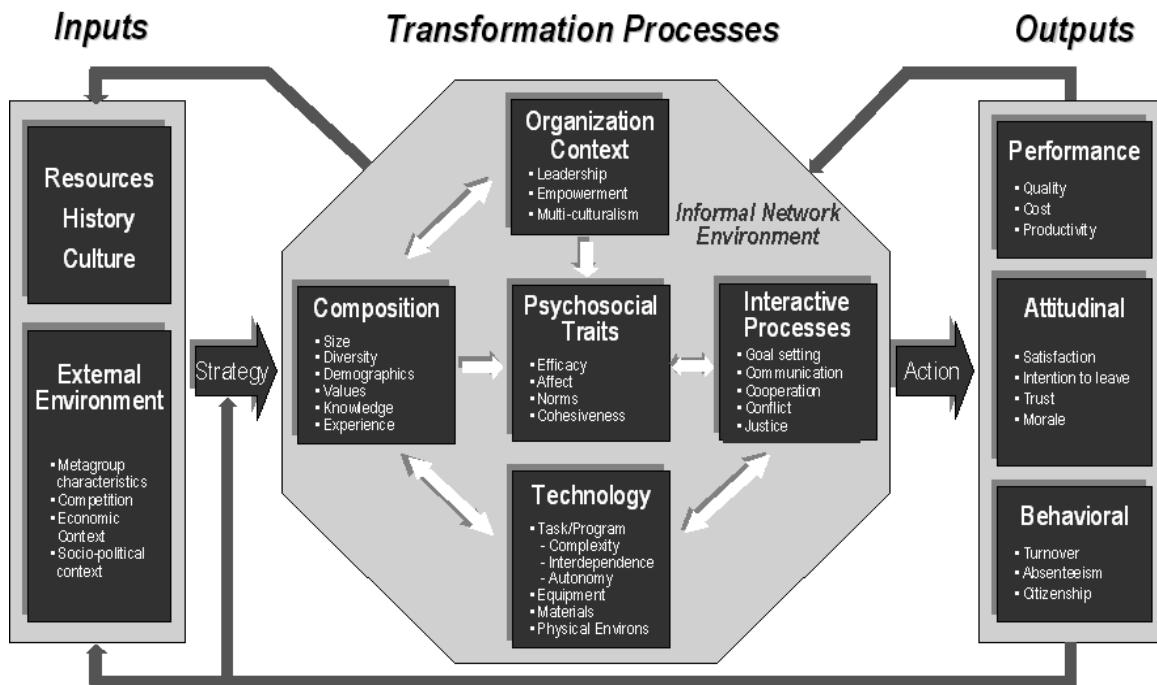 Inputs
Transformation Processes
Outputs
Resources
History
Culture
External
Environment
▪ Metagroup
characteristics
▪ Competition
▪ Economic
Context
▪ Socio-political
context
Strategy
Organization
Context
▪ Leadership
▪ Empowerment
▪ Multi-culturalism
Informal Network
Environment
Composition
▪ Size
▪ Diversity
▪ Demographics
▪ Values
▪ Knowledge
▪ Experience
Psychosocial
Traits
▪ Efficacy
▪ Affect
▪ Norms
▪ Cohesiveness
Interactive
Processes
▪ Goal setting
▪ Communication
▪ Cooperation
▪ Conflict
▪ Justice
Technology
▪ Task/Program
- Complexity
- Interdependence
- Autonomy
▪ Equipment
▪ Materials
▪ Physical Environs
Action
Performance
▪ Quality
▪ Cost
▪ Productivity
Attitudinal
▪ Satisfaction
▪ Intention to leave
▪ Trust
▪ Morale
Behavioral
▪ Turnover
▪ Absenteeism
▪ Citizenship